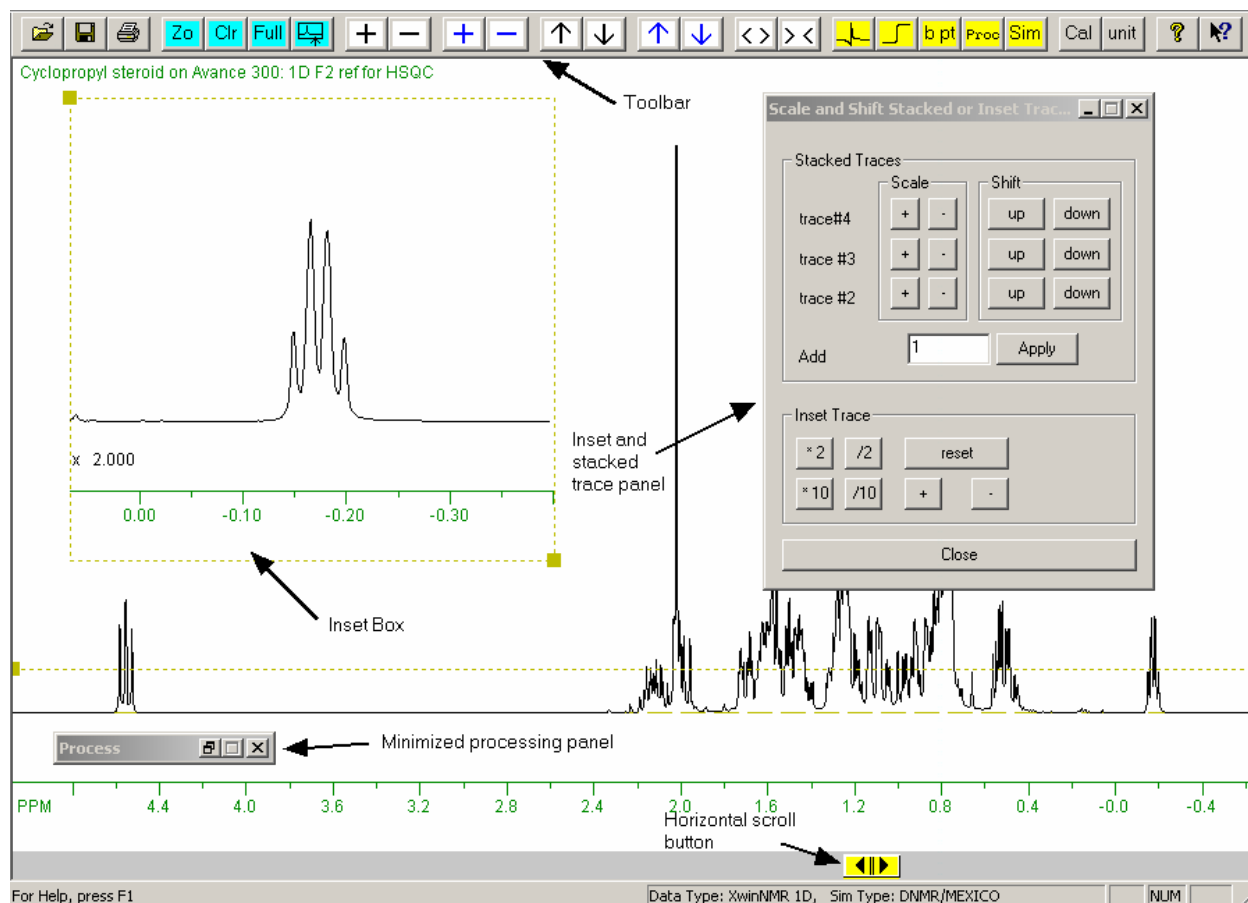 Zo Clr Full + − + − < > > < b pt Proc Sim Cal unit ? ?
Cyclopropyl steroid on Avance 300: 1D F2 ref for HSQC
Toolbar
Scale and Shift Stacked or Inset Trac...
Stacked Traces
Scale Shift
trace#4 + - up down
trace #3 + - up down
trace #2 + - up down
Add 1 Apply
Inset Trace
* 2 /2 reset
* 10 /10 + -
Close
Inset and
stacked
trace panel
x 2.000
0.00 -0.10 -0.20 -0.30
Inset Box
Process
Minimized processing panel
PPM 4.4 4.0 3.6 3.2 2.8 2.4 2.0 1.6 1.2 0.8 0.4 -0.0 -0.4
Horizontal scroll
button
For Help, press F1 Data Type: XwinNMR 1D, Sim Type: DNMR/MEXICO NUM